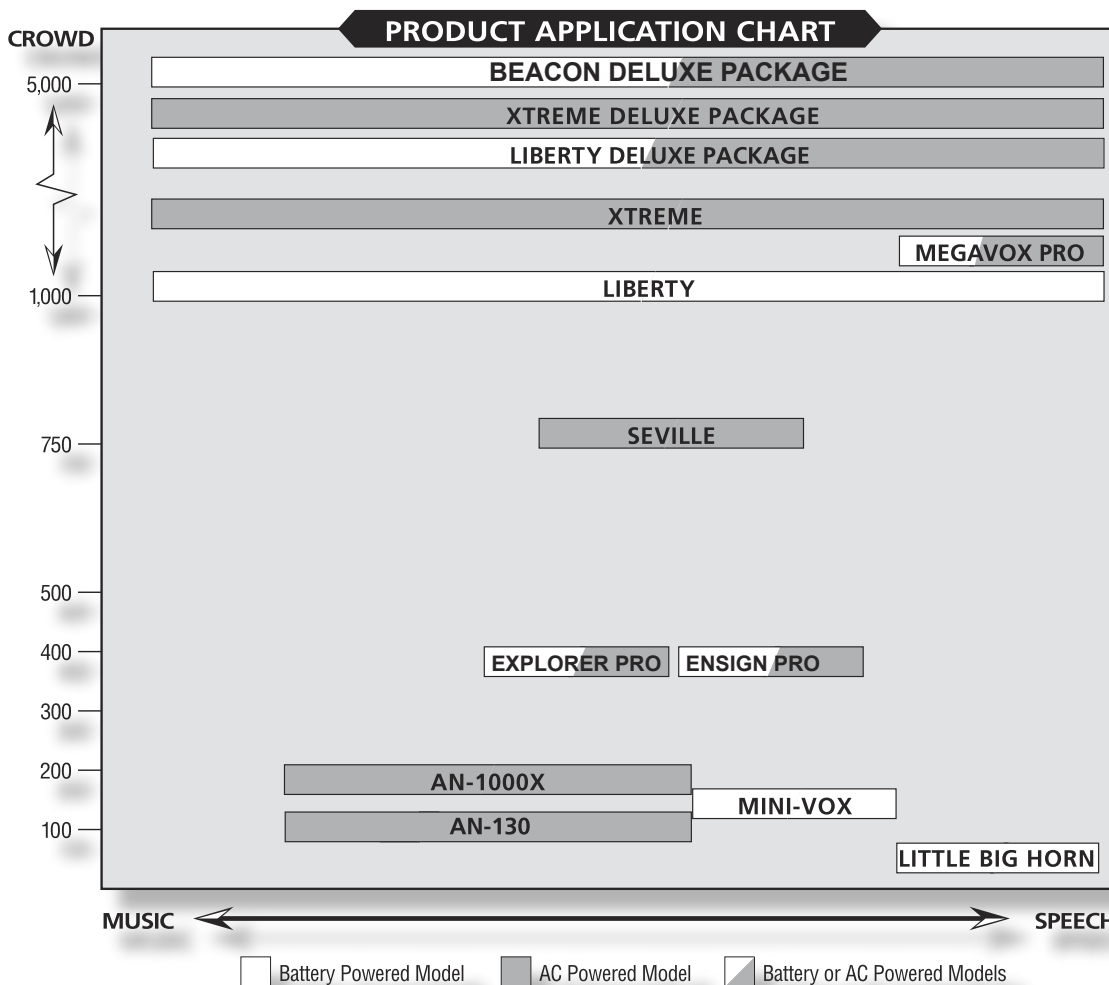 PRODUCT APPLICATION CHART
CROWD
BEACON DELUXE PACKAGE
5,000
XTREME DELUXE PACKAGE
LIBERTY DELUXE PACKAGE
XTREME
MEGAVOX PRO
LIBERTY
1,000
SEVILLE
750
500
400
EXPLORER PRO
ENSIGN PRO
300
200
AN-1000X
MINI-VOX
AN-130
100
LITTLE BIG HORN
MUSIC
SPEECH
Battery Powered Model
AC Powered Model
Battery or AC Powered Models